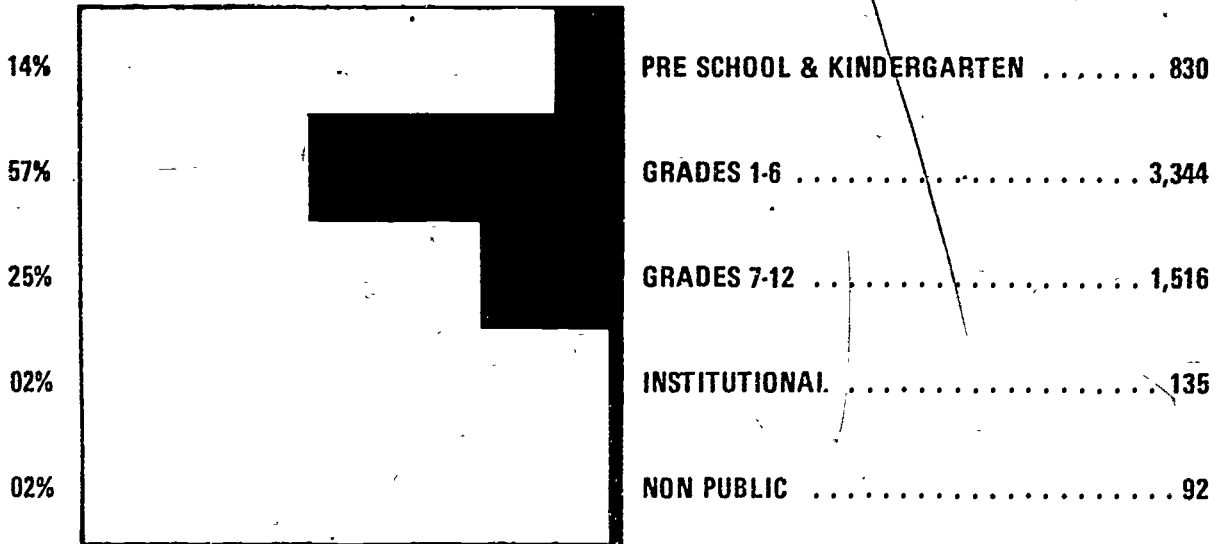 14% PRE SCHOOL & KINDERGARTEN ....... 830
57% GRADES 1-6 .................... 3,344
25% GRADES 7-12 ................... 1,516
02% INSTITUTIONAL .................. 135
02% NON PUBLIC ..................... 92